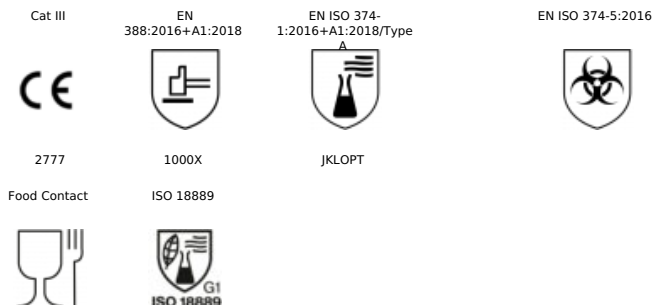 Cat III
EN
388:2016+A1:2018
EN ISO 374-
1:2016+A1:2018/Type
A
EN ISO 374-5:2016
CE
2777
1000X
JKLOPT
Food Contact
ISO 18889
G1
ISO 18889